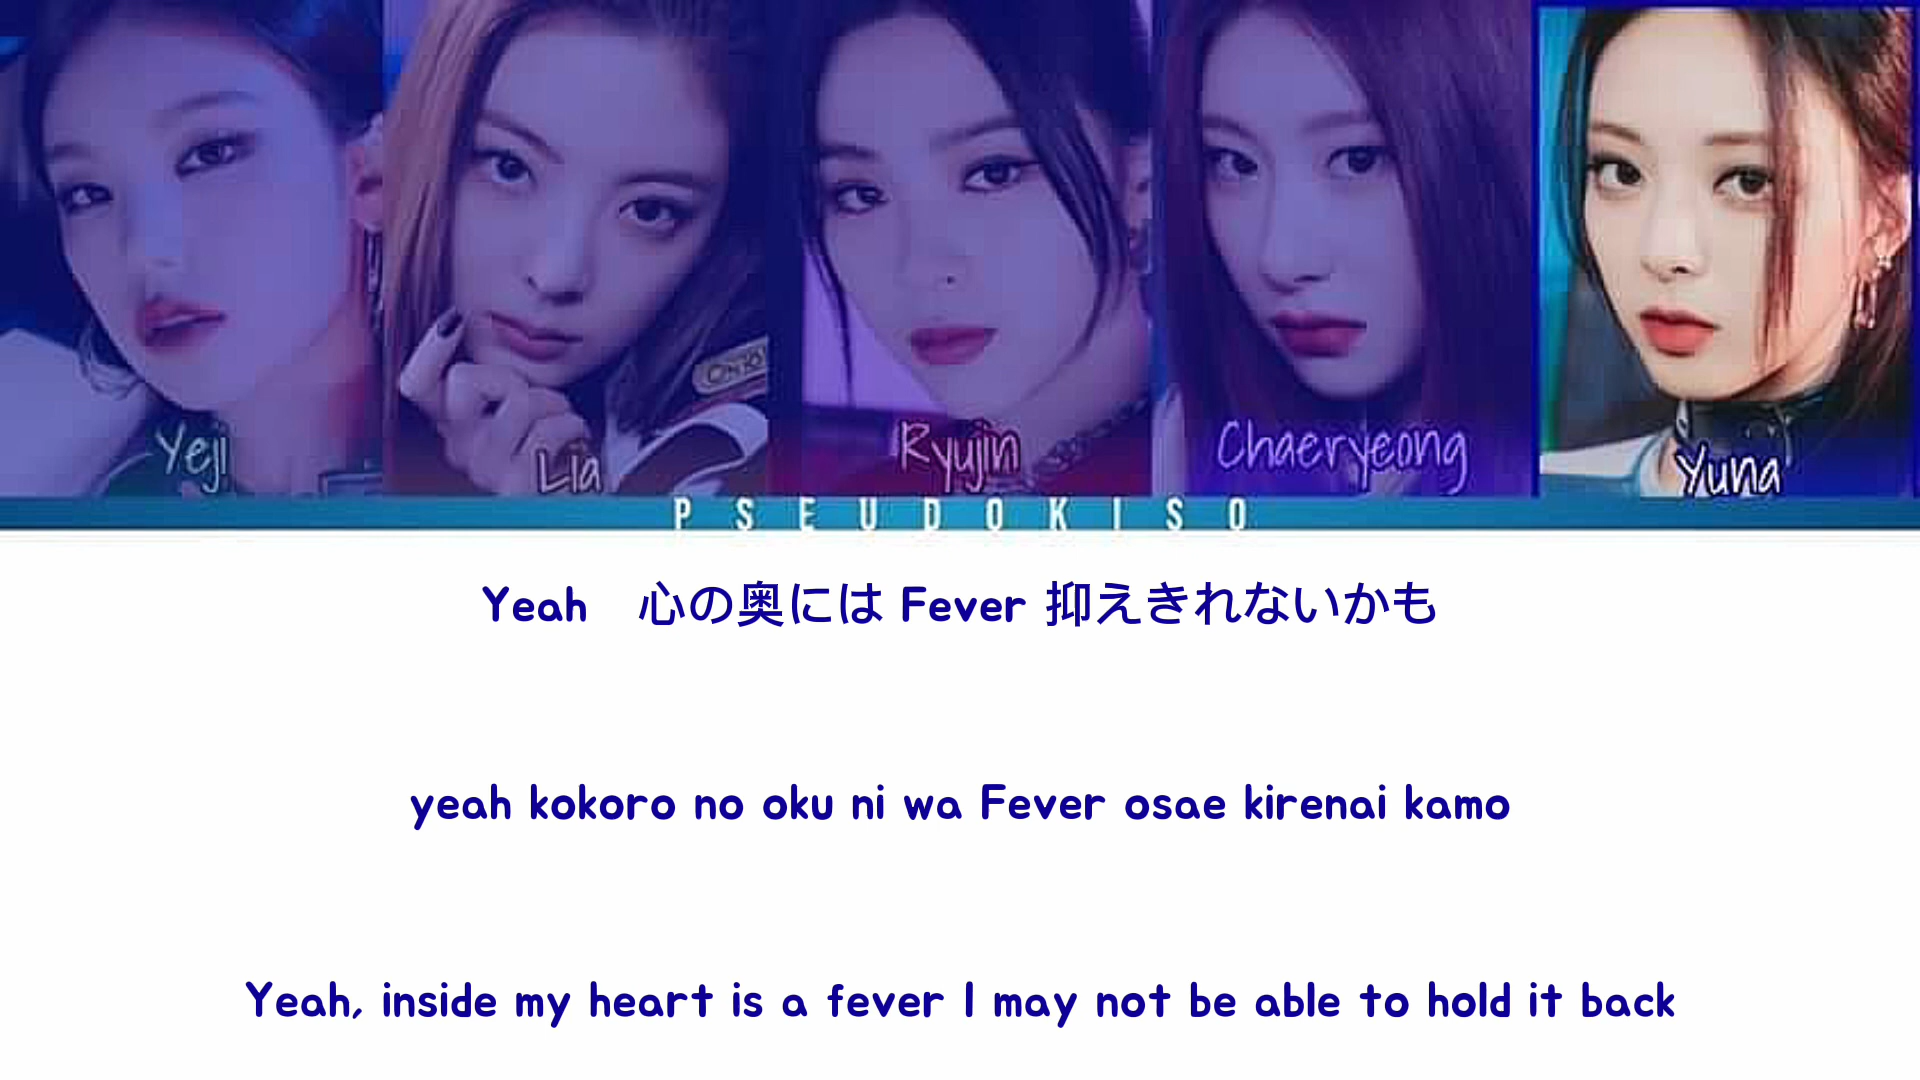 Yeji
Lia
Ryujin
Chaeryeong
Yuna
PSEUDOKISO
Yeah　心の奥には Fever 抑えきれないかも
yeah kokoro no oku ni wa Fever osae kirenai kamo
Yeah, inside my heart is a fever I may not be able to hold it back